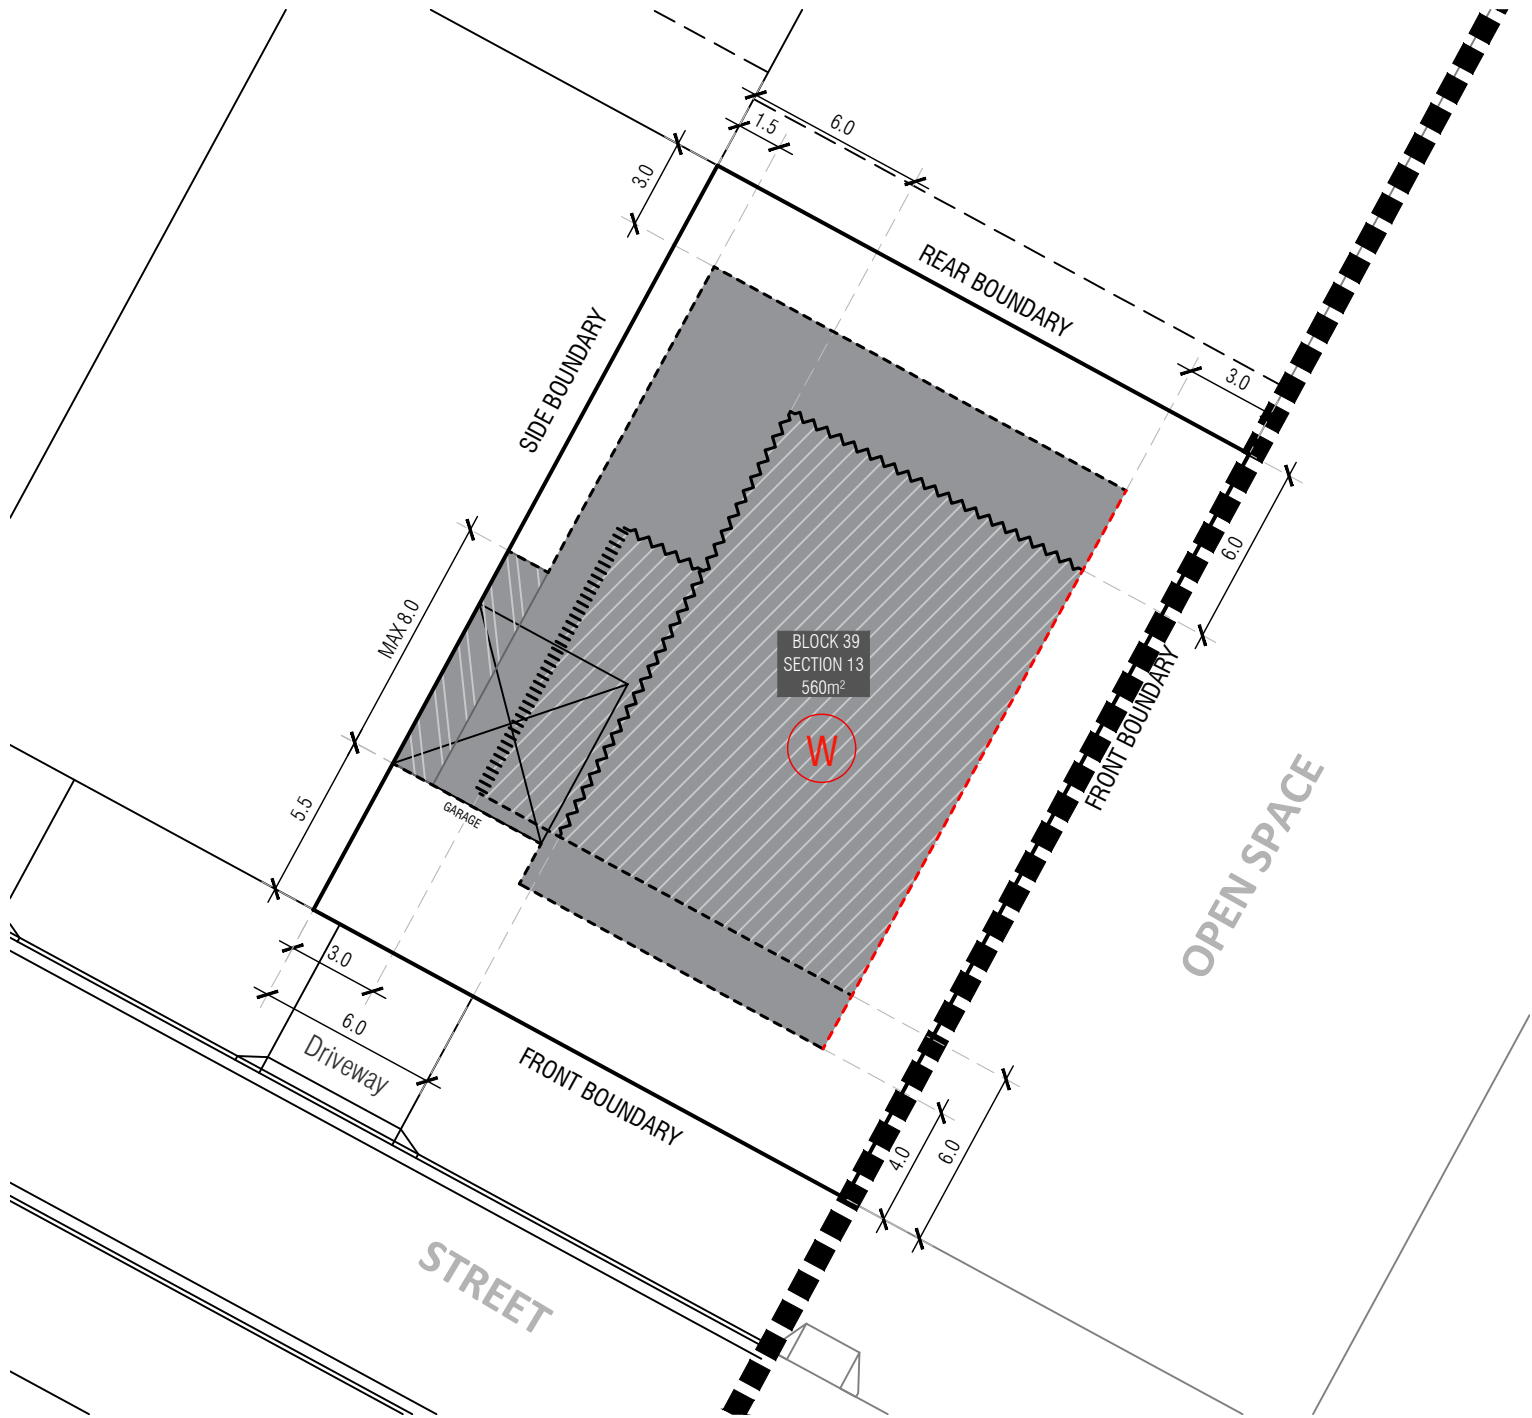 6.0
1.5
3.0
REAR BOUNDARY
3.0
SIDE BOUNDARY
6.0
MAX 8.0
BLOCK 39
SECTION 13
560m²
W
FRONT BOUNDARY
OPEN SPACE
5.5
GARAGE
3.0
6.0
Driveway
FRONT BOUNDARY
4.0
6.0
STREET